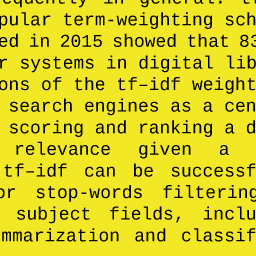 equently in general. t
pular term-weighting sch
ed in 2015 showed that 83
r systems in digital lib
ons of the tf–idf weight
search engines as a cen
scoring and ranking a d
relevance given a
tf–idf can be successf
or stop-words filtering
subject fields, inclu
mmarization and classif